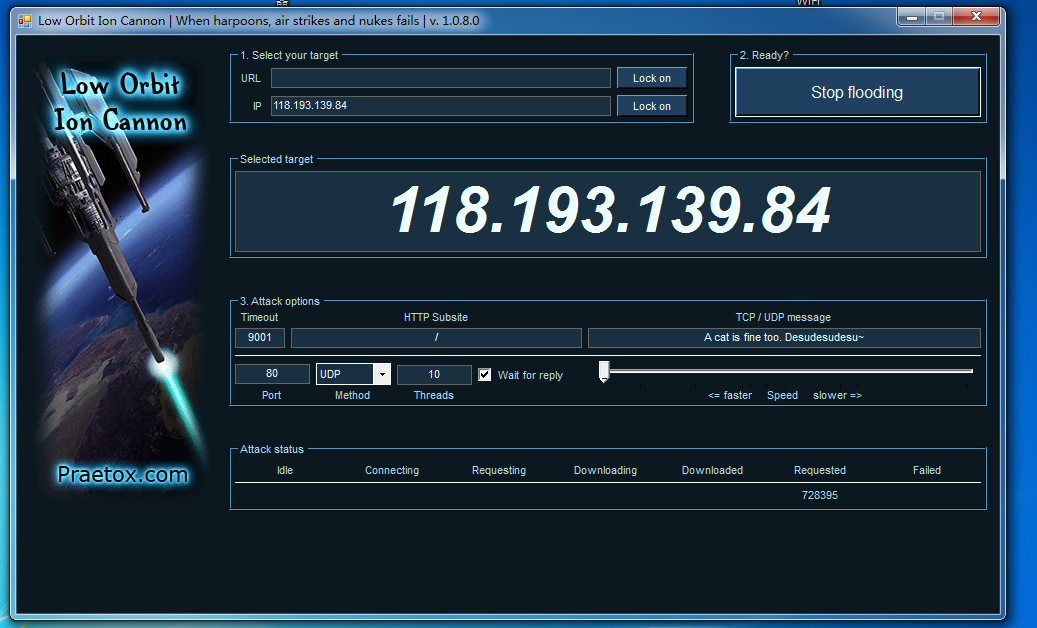 WiFi
Low Orbit Ion Cannon | When harpoons, air strikes and nukes fails | v. 1.0.8.0
Low Orbit
Ion Cannon
Praetox.com
1. Select your target
URL Lock on
IP 118.193.139.84 Lock on
2. Ready?
Stop flooding
Selected target
118.193.139.84
3. Attack options
Timeout HTTP Subsite TCP / UDP message
9001 / A cat is fine too. Desudesudesu~
80 UDP 10 Wait for reply
Port Method Threads <= faster Speed slower =>
Attack status
Idle Connecting Requesting Downloading Downloaded Requested Failed
728395